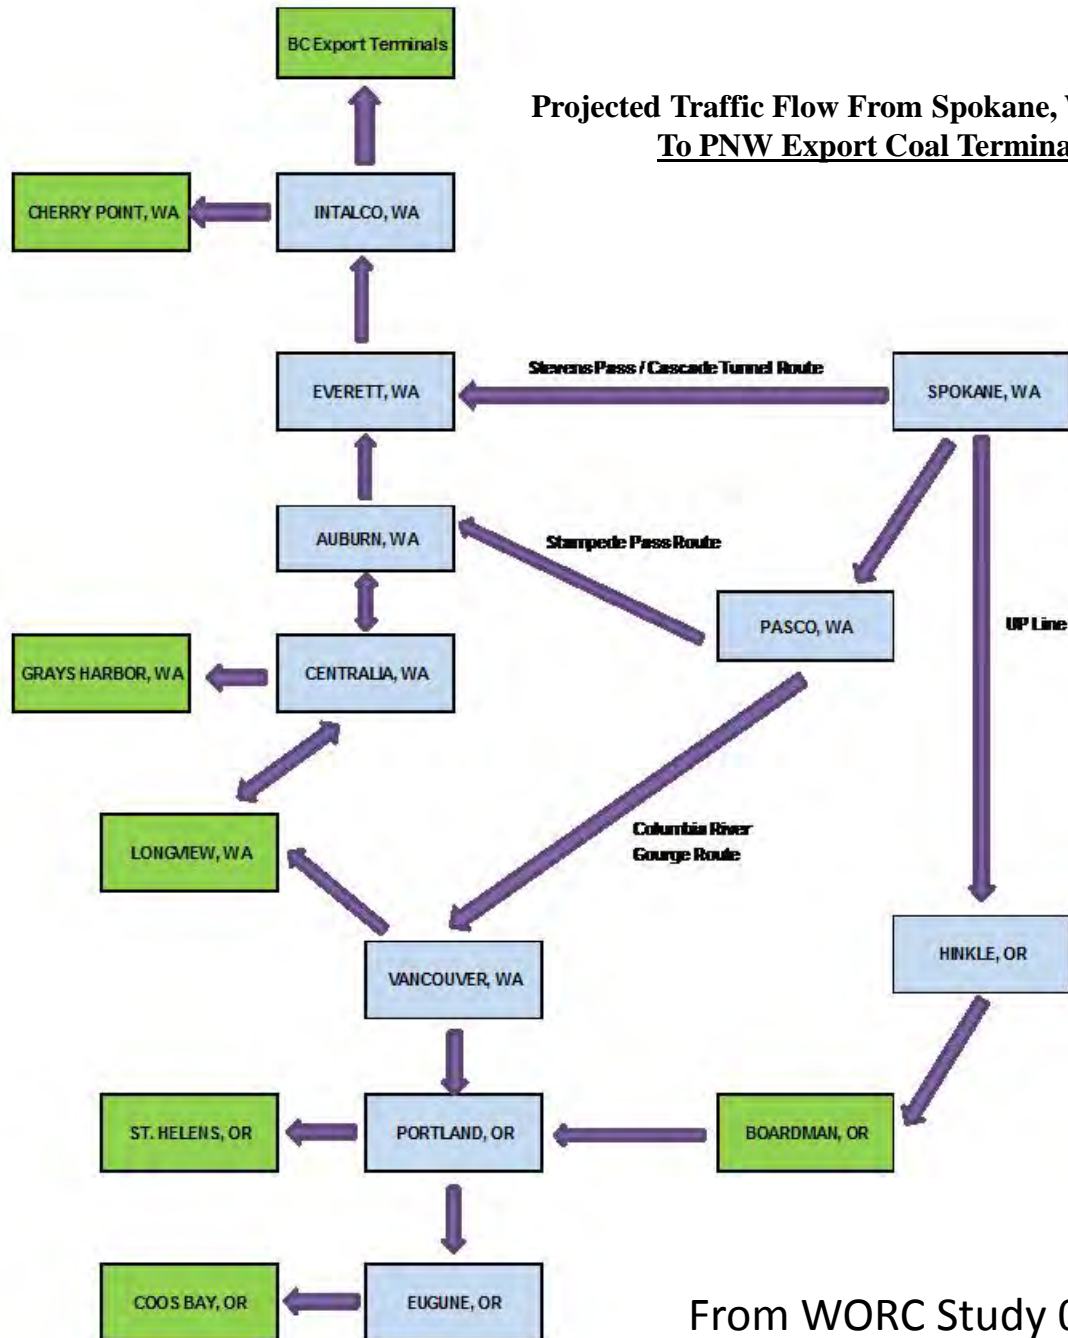 BC Export Terminals
Projected Traffic Flow From Spokane,
To PNW Export Coal
CHERRY POINT, WA
INTALCO, WA
Stevens Pass / Cascade Tunnel Route
EVERETT, WA
SPOKANE, WA
AUBURN, WA
Stampede Pass Route
PASCO, WA
UP Line
GRAYS HARBOR, WA
CENTRALIA, WA
Columbia River
Gourge Route
LONGVIEW, WA
VANCOUVER, WA
HINKLE, OR
ST. HELENS, OR
PORTLAND, OR
BOARDMAN, OR
COOS BAY, OR
EUGUNE, OR
From WORC Study